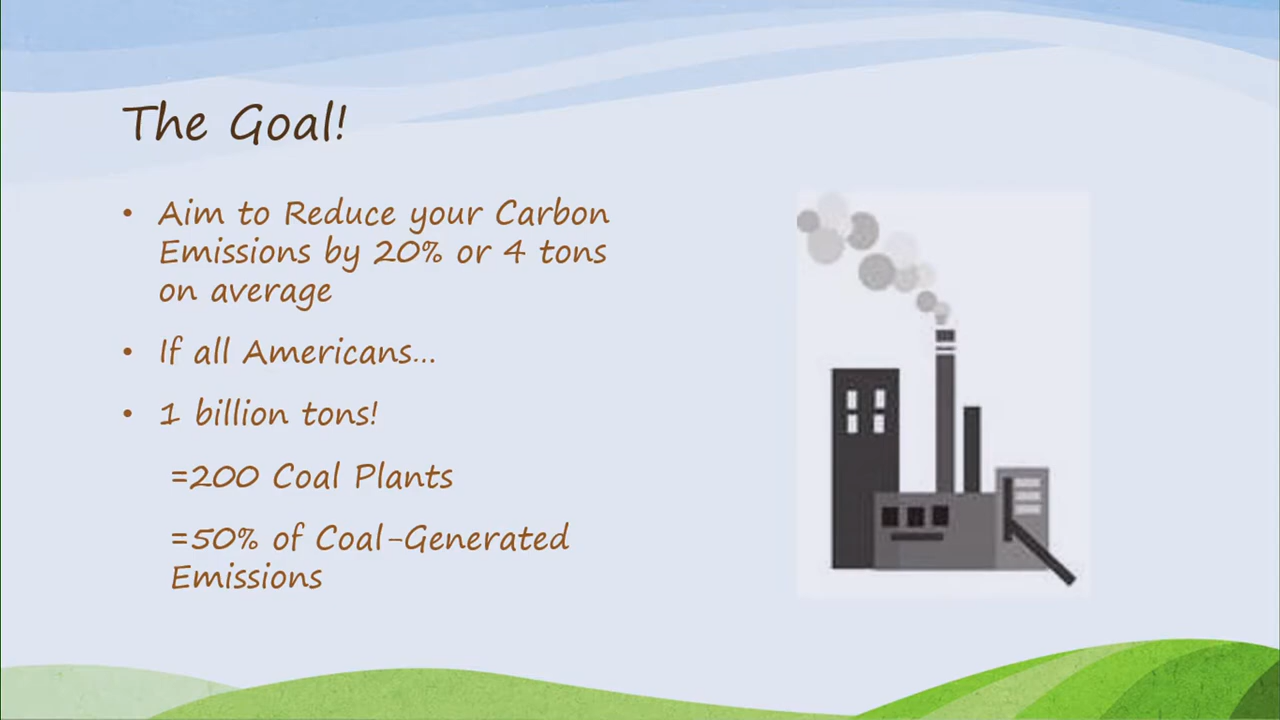 The Goal!
• Aim to Reduce your Carbon
Emissions by 20% or 4 tons
on average
• If all Americans...
• 1 billion tons!
=200 Coal Plants
=50% of Coal-Generated
Emissions